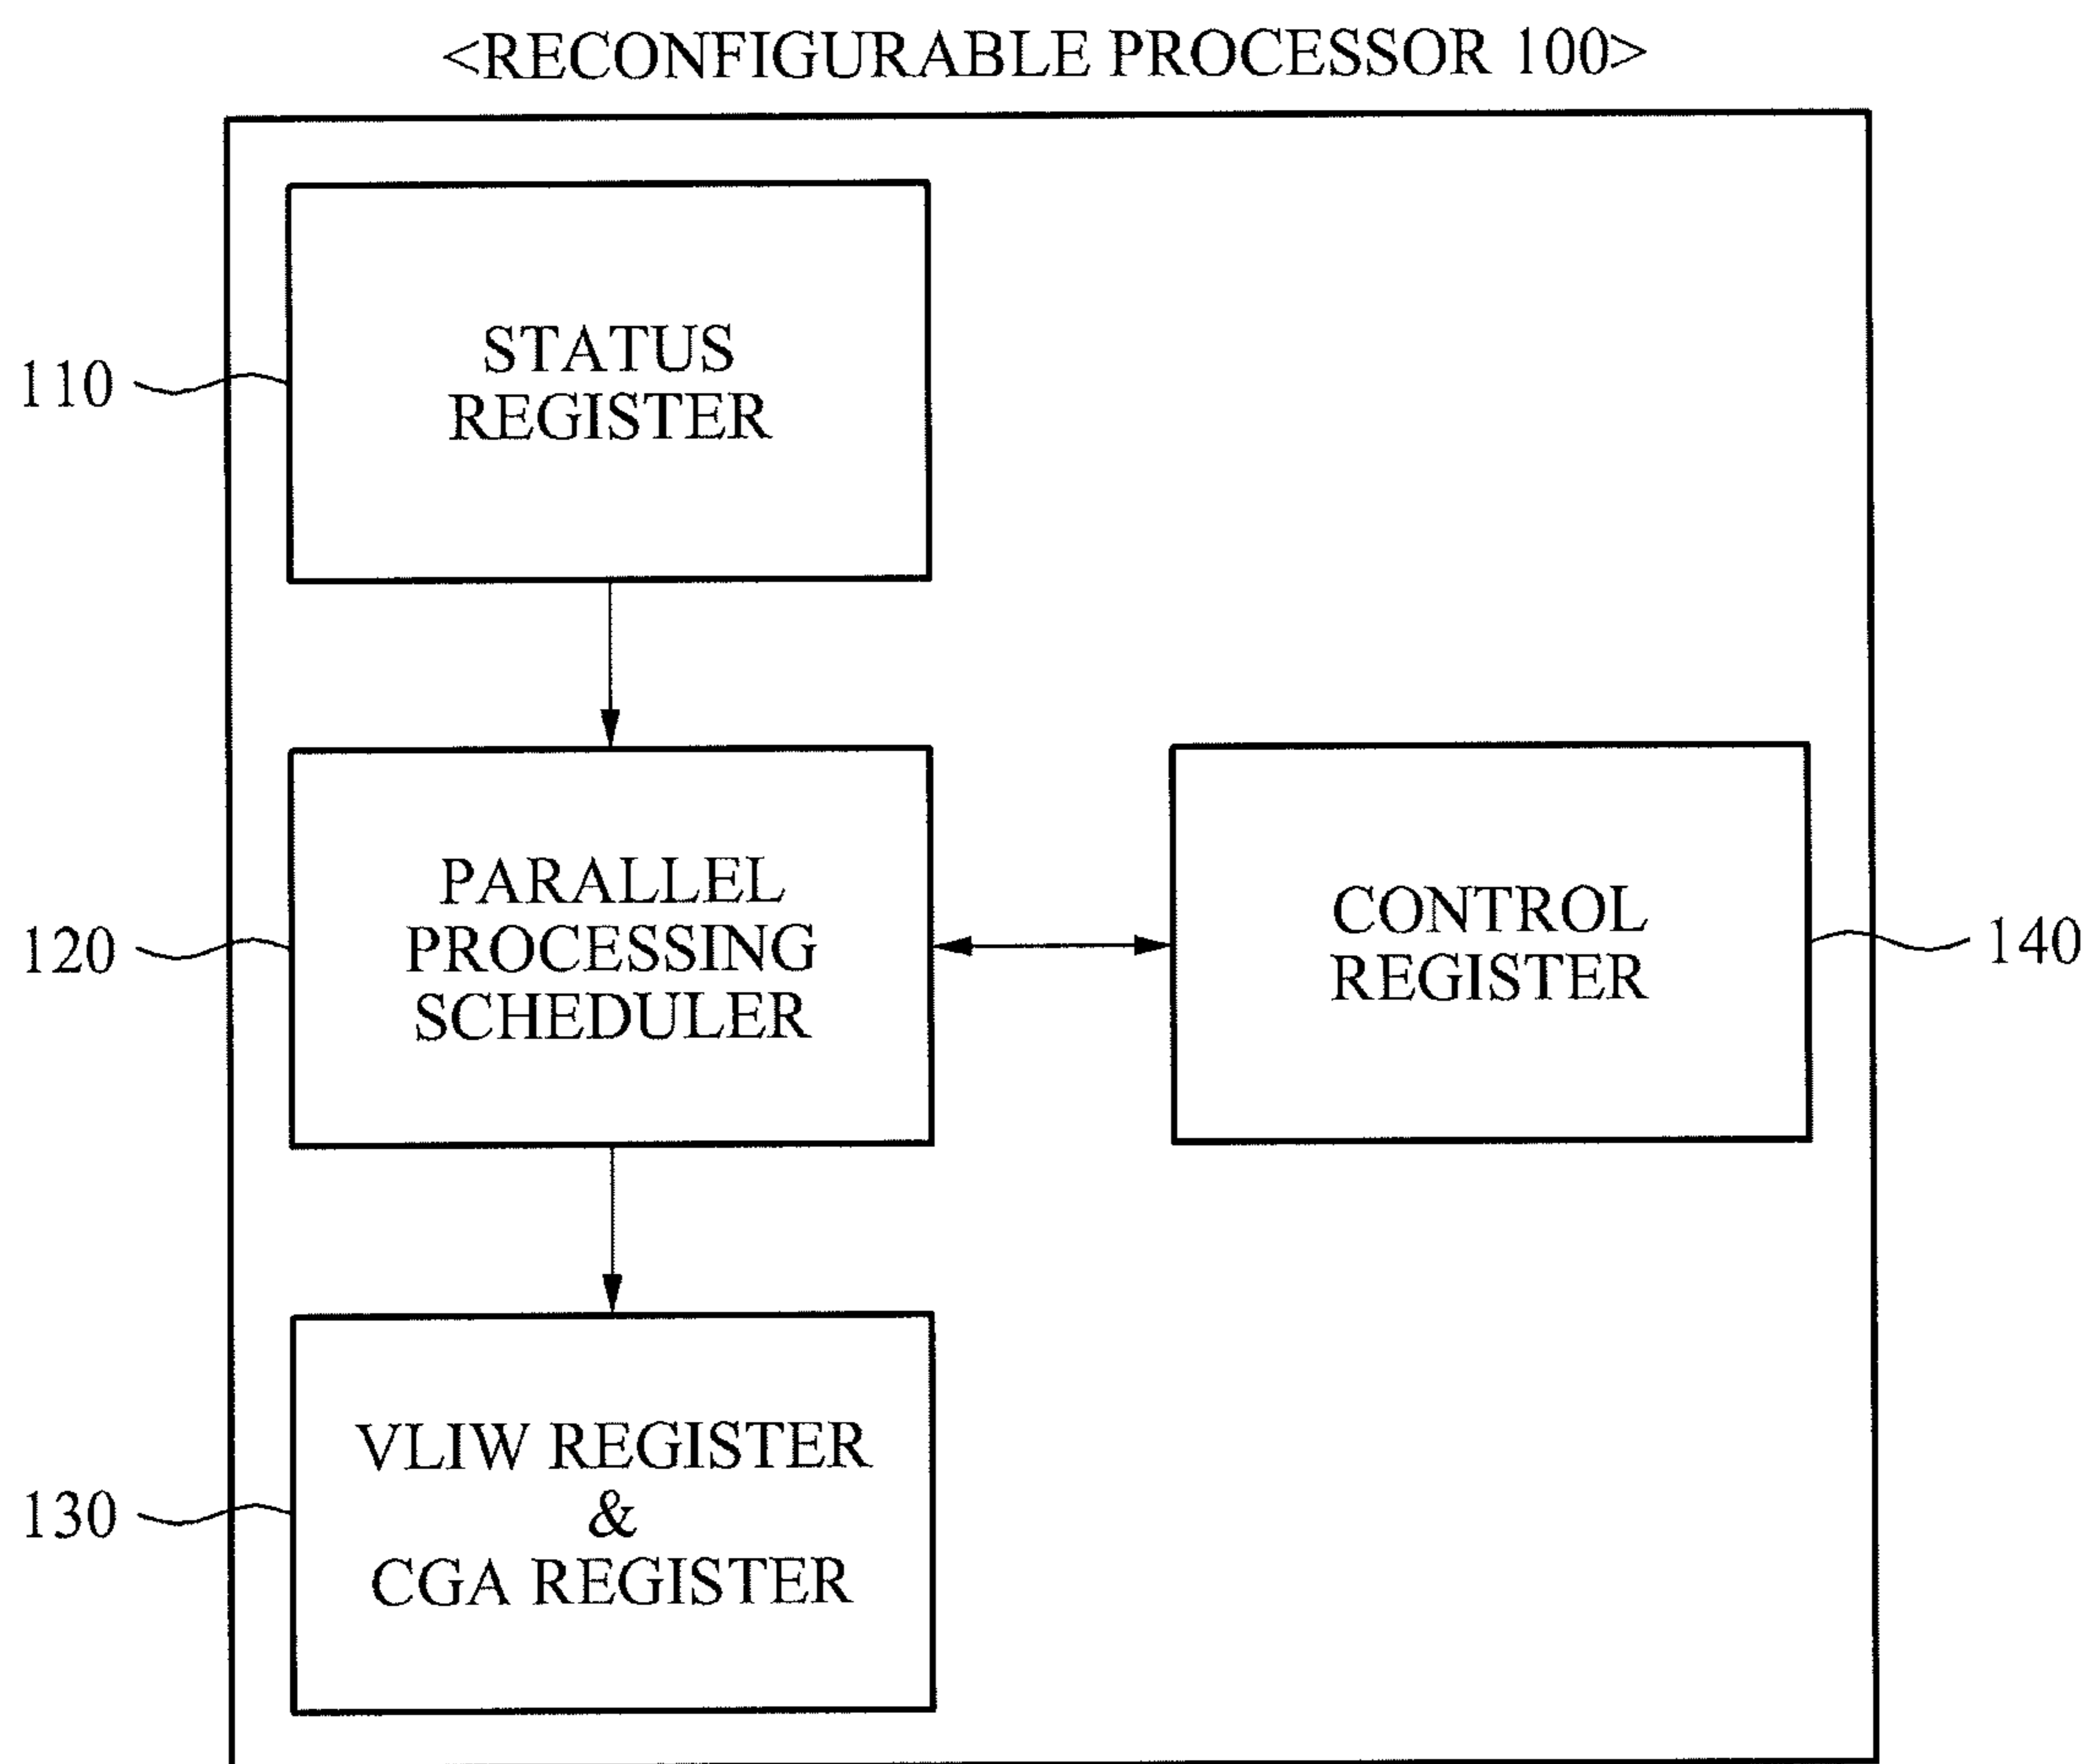 <RECONFIGURABLE PROCESSOR 100>
110
STATUS
REGISTER
120
PARALLEL
PROCESSING
SCHEDULER
CONTROL
REGISTER
140
130
VLIW REGISTER
&
CGA REGISTER